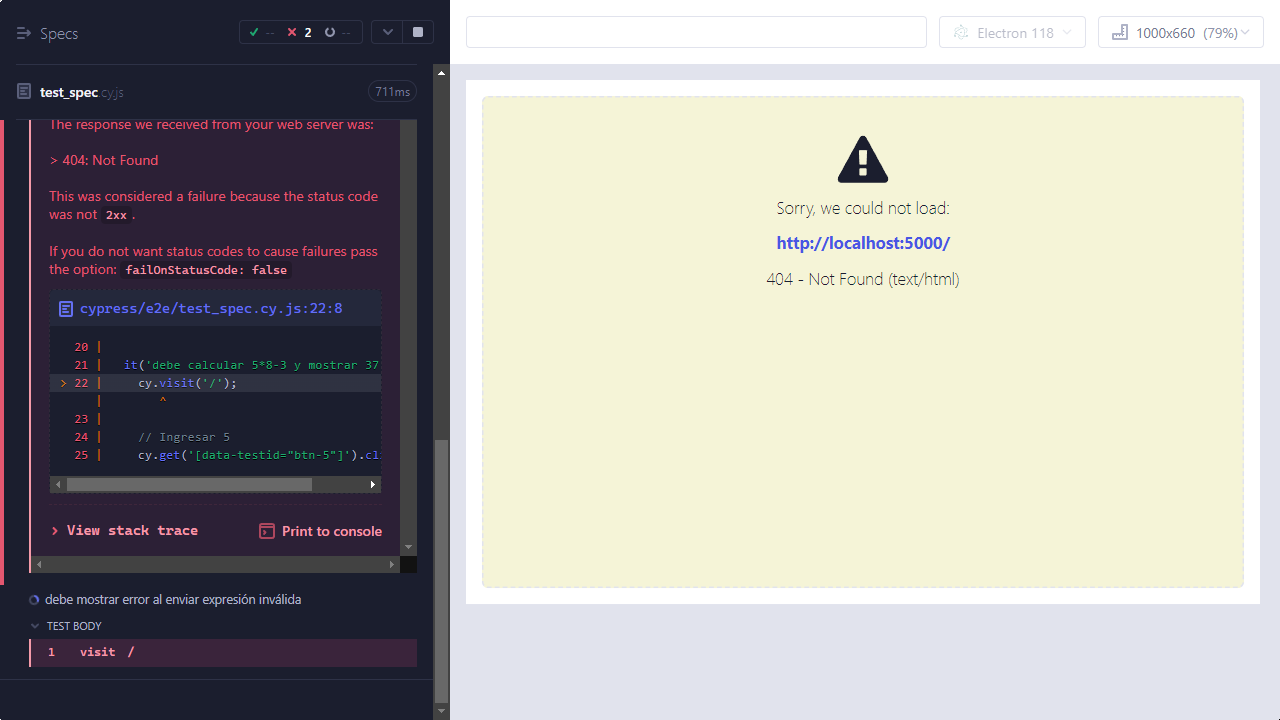 Specs
-- 2 --
Electron 118
1000x660 (79%)
test_spec.cy.js
711ms
The response we received from your web server was:
> 404: Not Found
This was considered a failure because the status code
was not 2xx.
If you do not want status codes to cause failures pass
the option: failOnStatusCode: false
cypress/e2e/test_spec.cy.js:22:8
20 |
21 | it('debe calcular 5*8-3 y mostrar 37
> 22 | cy.visit('/');
| ^
23 |
24 | // Ingresar 5
25 | cy.get('[data-testid="btn-5"]').cli
> View stack trace
Print to console
debe mostrar error al enviar expresión inválida
TEST BODY
1 visit /
Sorry, we could not load:
http://localhost:5000/
404 - Not Found (text/html)